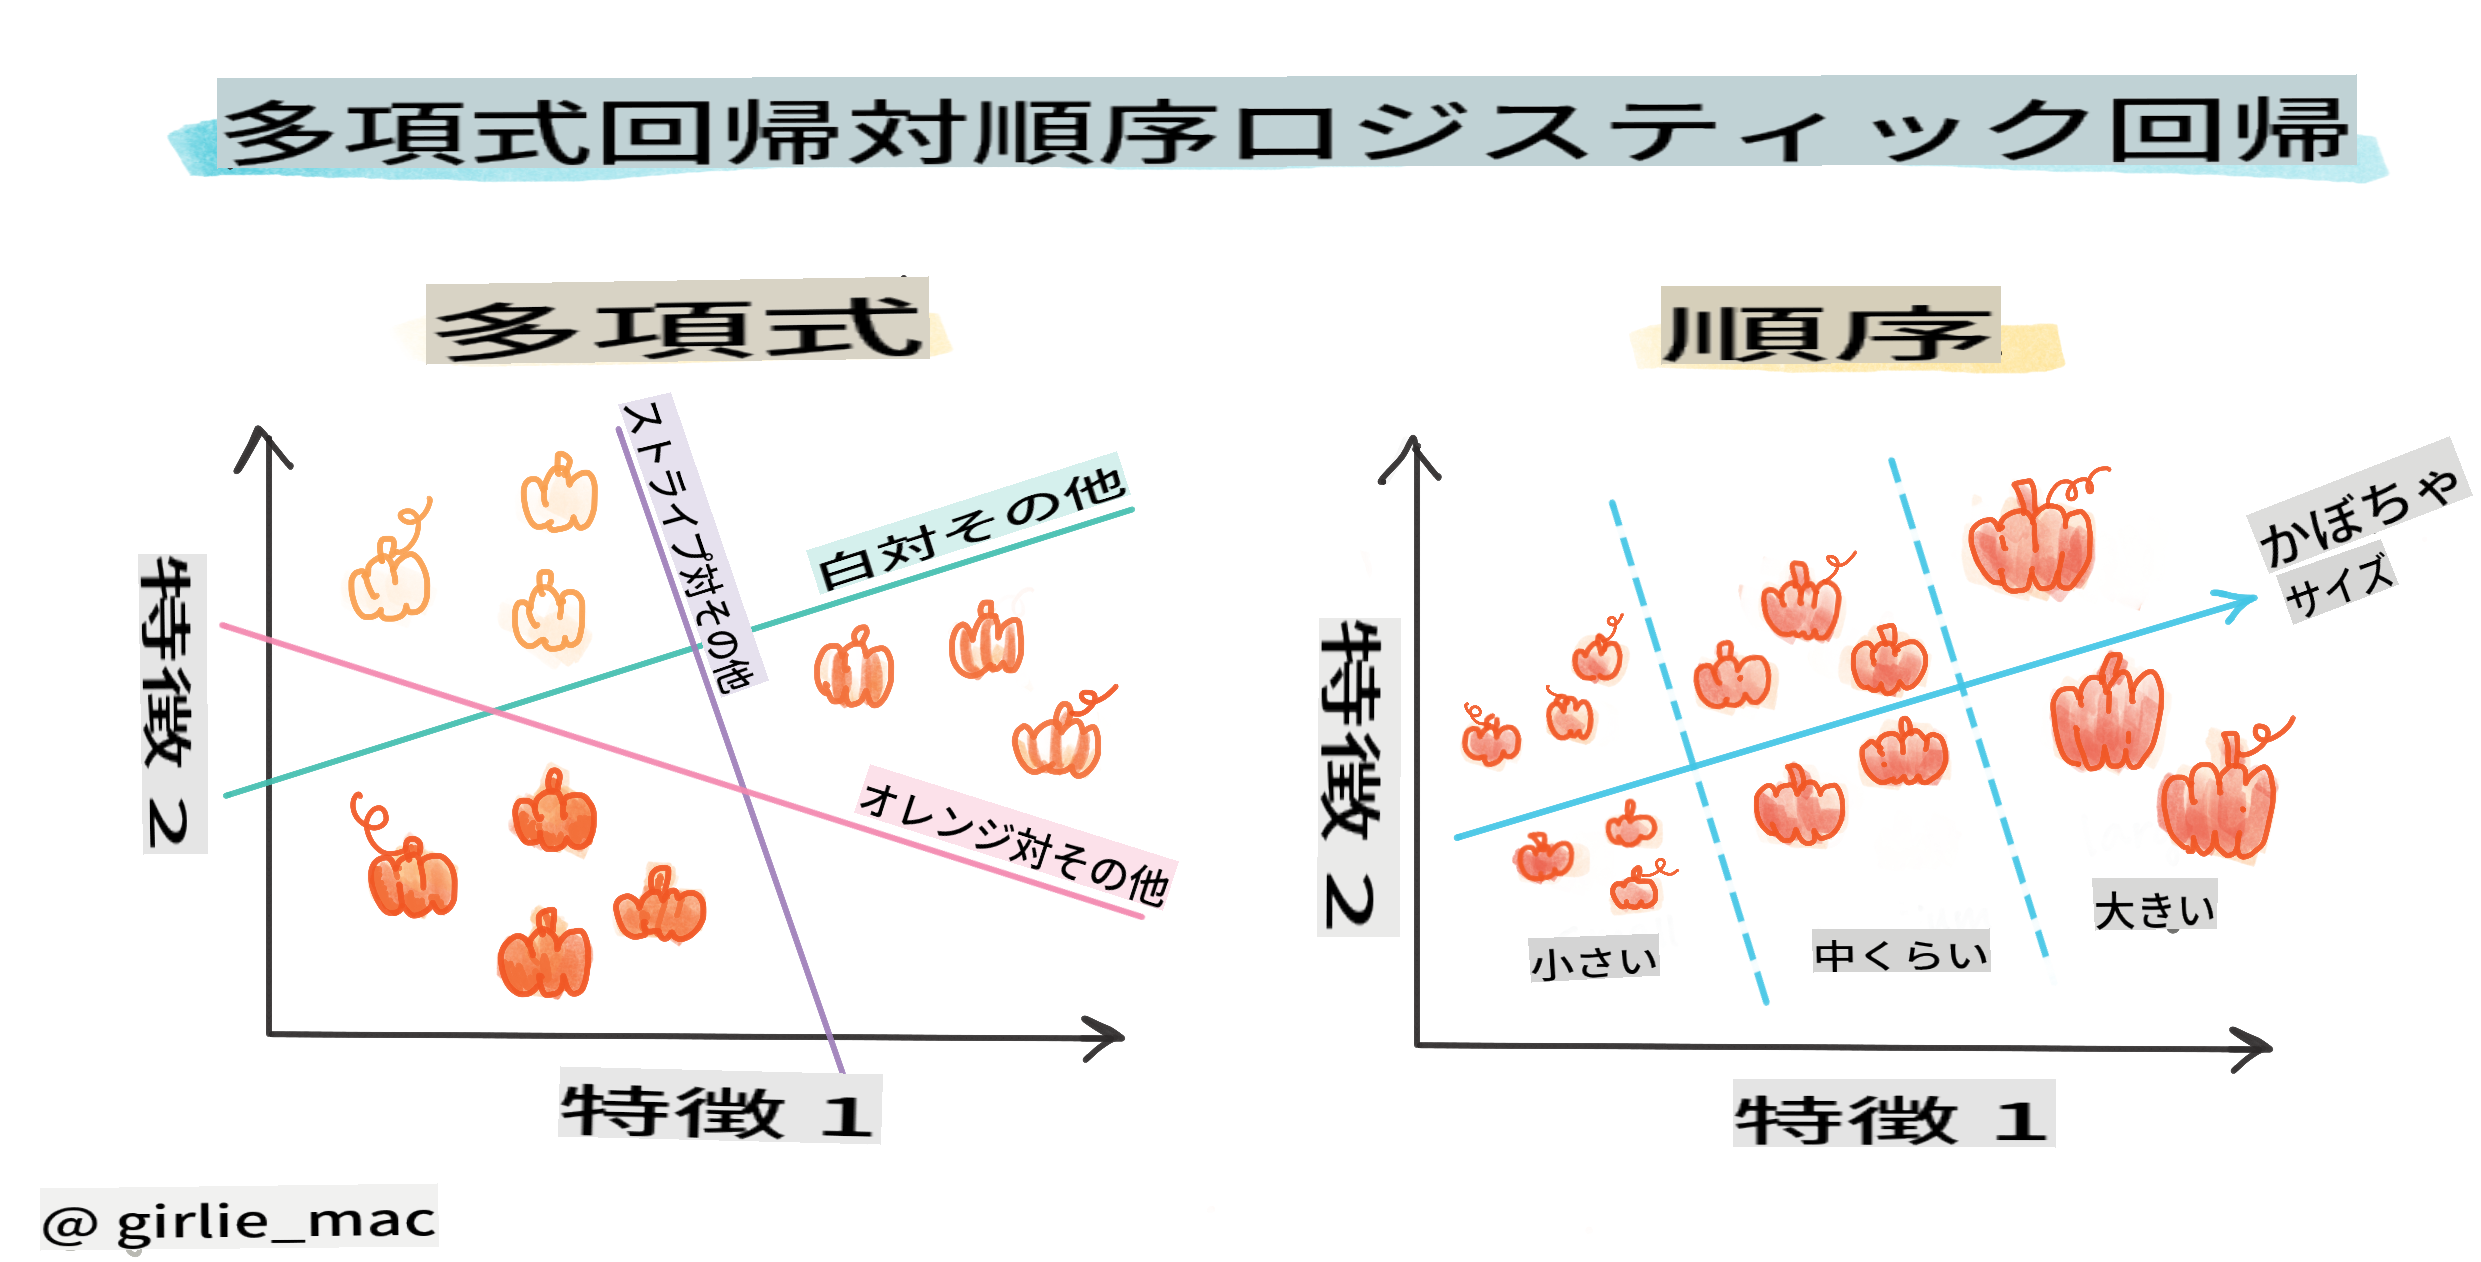 多項式回帰対順序ロジスティック回帰
多項式
順序
ストライプ対その他
白対その他
オレンジ対その他
特徴 2
特徴 1
かぼちゃ
サイズ
特徴 2
小さい
中くらい
大きい
特徴 1
@ girlie_mac